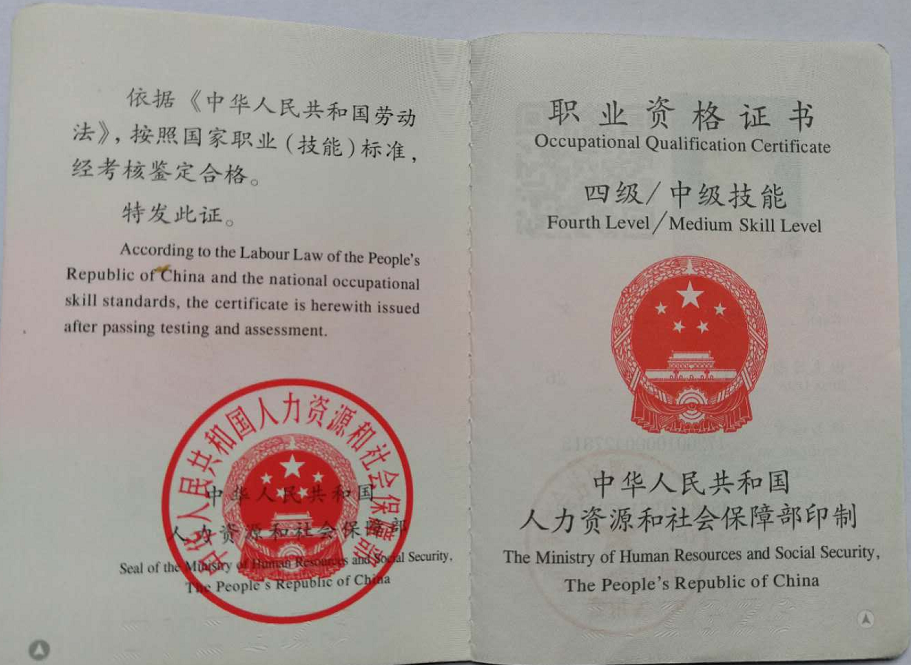 依据《中华人民共和国劳动
法》，按照国家职业（技能）标准，
经考核鉴定合格。
特发此证。
According to the Labour Law of the People's
Republic of China and the national occupational
skill standards, the certificate is herewith issued
after passing testing and assessment.
中华人民共和国人力资源和社会保障部
中华人民共和国
人力资源和社会保障部
Seal of the Ministry of Human Resources and Social Security,
The People's Republic of China
职业资格证书
Occupational Qualification Certificate
四级/中级技能
Fourth Level/Medium Skill Level
中华人民共和国
人力资源和社会保障部印制
The Ministry of Human Resources and Social Security,
The People's Republic of China